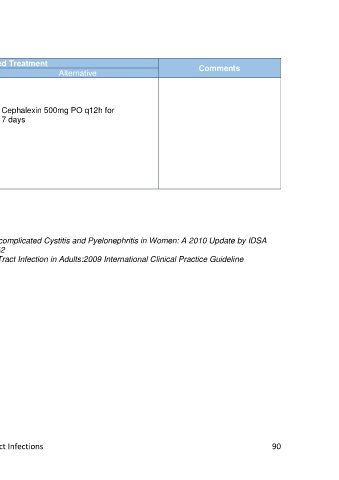 ed Treatment
Comments
Alternative
Cephalexin 500mg PO q12h for
7 days
complicated Cystitis and Pyelonephritis in Women: A 2010 Update by IDSA
2
Tract Infection in Adults:2009 International Clinical Practice Guideline
ct Infections 90